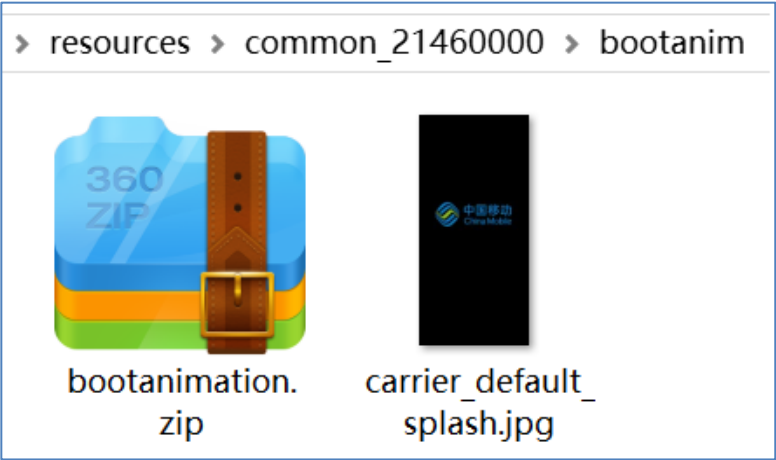 > resources > common_21460000 > bootanim
360
ZIP
中国移动
China Mobile
bootanimation.
zip
carrier_default_
splash.jpg